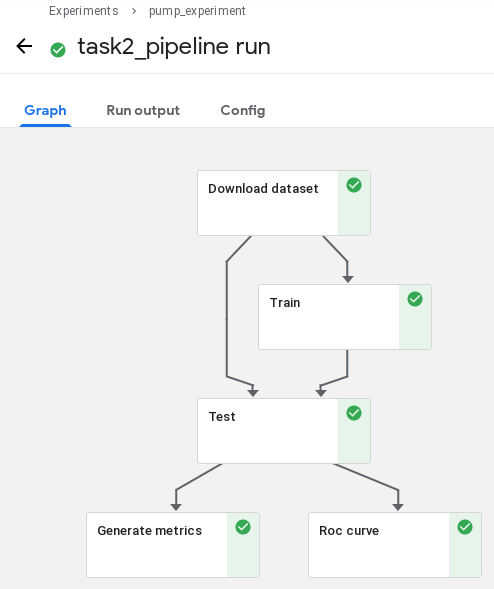 Experiments > pump_experiment
task2_pipeline run
Graph Run output Config
Download dataset
Train
Test
Generate metrics Roc curve